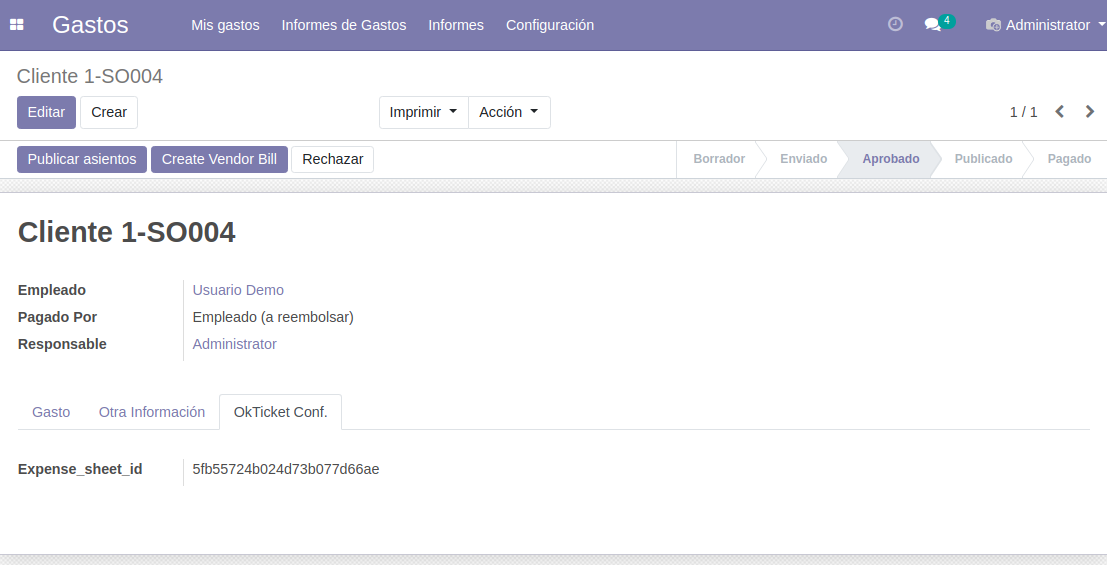 Gastos Mis gastos Informes de Gastos Informes Configuración 4 Administrator
Cliente 1-SO004
Editar Crear Imprimir Acción 1 / 1
Publicar asientos Create Vendor Bill Rechazar Borrador Enviado Aprobado Publicado Pagado
Cliente 1-SO004
Empleado Usuario Demo
Pagado Por Empleado (a reembolsar)
Responsable Administrator
Gasto Otra Información OkTicket Conf.
Expense_sheet_id 5fb55724b024d73b077d66ae